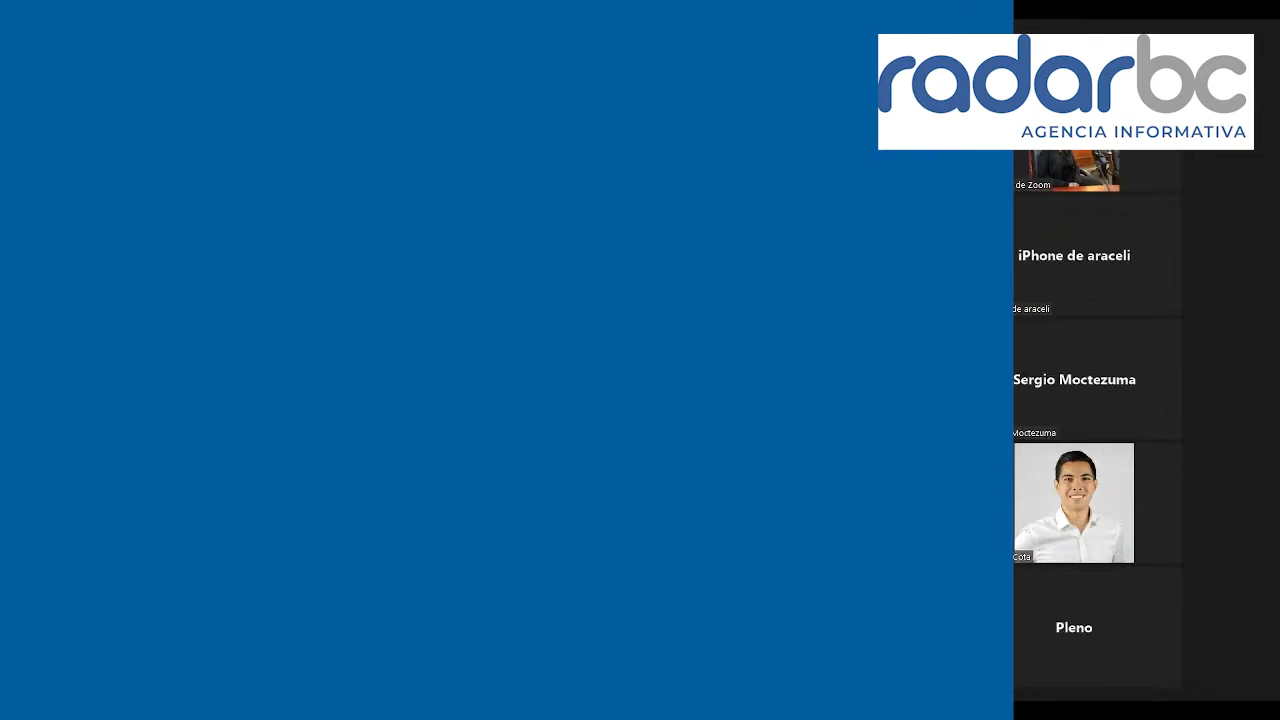 radarbc
AGENCIA INFORMATIVA
de Zoom
iPhone de araceli
de araceli
Sergio Moctezuma
Moctezuma
Cota
Pleno